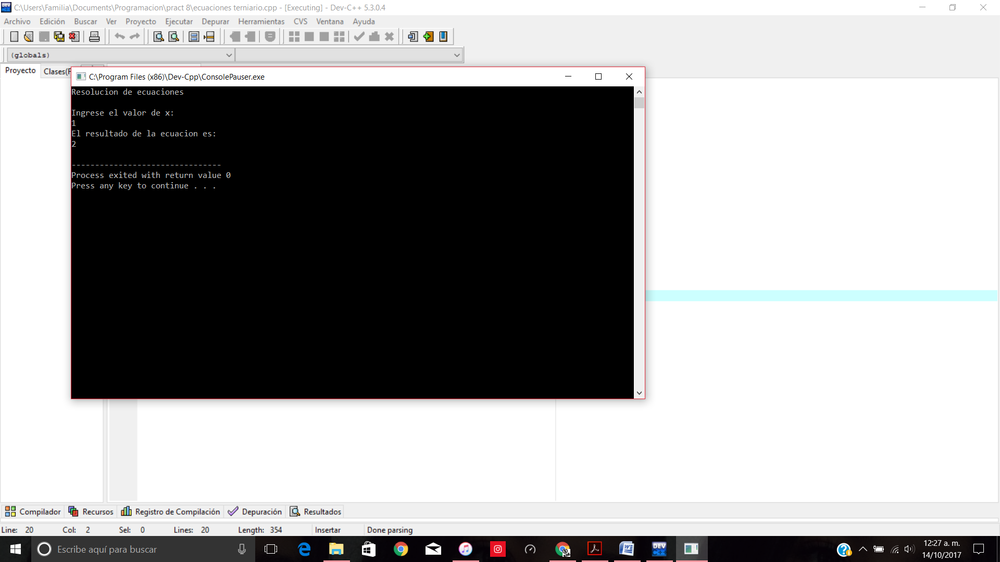 C:\Users\Familia\Documents\Programacion\pract 8\ecuaciones terniario.cpp - [Executing] - Dev-C++ 5.3.0.4
Archivo Edición Buscar Ver Proyecto Ejecutar Depurar Herramientas CVS Ventana Ayuda
(globals)
Proyecto Clases(F
C:\Program Files (x86)\Dev-Cpp\ConsolePauser.exe
Resolucion de ecuaciones
Ingrese el valor de x:
1
El resultado de la ecuacion es:
2
--------------------------------
Process exited with return value 0
Press any key to continue . . .
Compilador Recursos Registro de Compilación Depuración Resultados
Line: 20 Col: 2 Sel: 0 Lines: 20 Length: 354 Insertar Done parsing
Escribe aquí para buscar
DEV
12:27 a. m.
14/10/2017